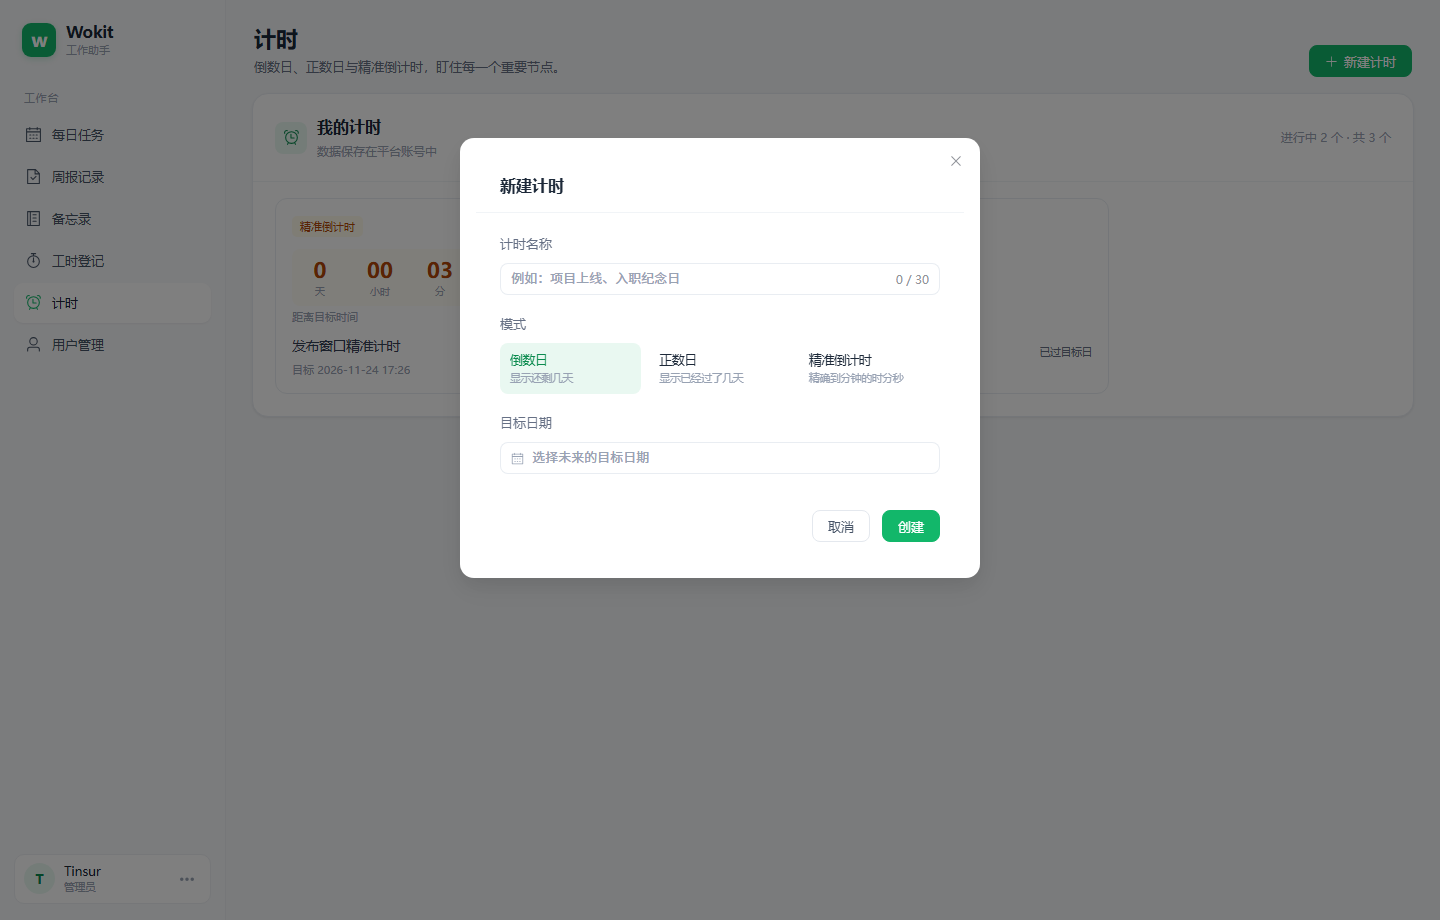 w
Wokit
工作助手
工作台
每日任务
周报记录
备忘录
工时登记
计时
用户管理
T
Tinsur
管理员
计时
倒数日、正数日与精准倒计时，盯住每一个重要节点。
新建计时
我的计时
数据保存在平台账号中
进行中 2 个 · 共 3 个
精准倒计时
0 00 03
天 小时 分
距离目标时间
发布窗口精准计时
目标 2026-11-24 17:26
已过目标日
新建计时
计时名称
例如：项目上线、入职纪念日 0 / 30
模式
倒数日
显示还剩几天
正数日
显示已经过了几天
精准倒计时
精确到分钟的时分秒
目标日期
选择未来的目标日期
取消 创建